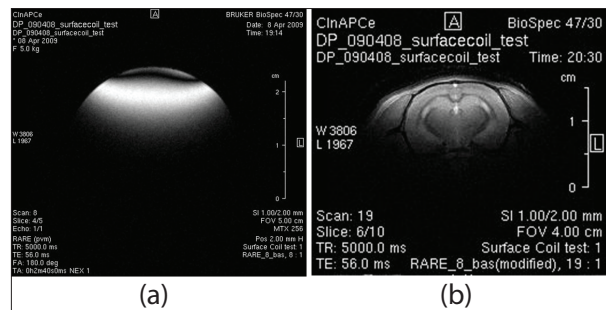 CInAPCe
A
BRUKER BioSpec 47/30
DP_090408_surfacecoil_test
Date: 8 Apr 2009
DP_090408_surfacecoil_test
Time: 19:14
* 08 Apr 2009
F 5.0 kg
cm
2
W 3806
L 1967
1
L
0
Scan: 8
SI 1.00/2.00 mm
Slice: 4/5
FOV 5.00 cm
Echo: 1/1
MTX 256
RARE (pvm)
Pos 2.00 mm H
TR: 5000.0 ms
Surface Coil test: 1
TE: 56.0 ms
RARE_8_bas, 8 : 1
FA: 180.0 deg
TA: 0h2m40s0ms NEX 1
(a)
CInAPCe
A
BioSpec 47/30
DP_090408_surfacecoil_test
DP_090408_surfacecoil_test
Time: 20:30
cm
W 3806
L 1967
1
L
0
Scan: 19
SI 1.00/2.00 mm
Slice: 6/10
FOV 4.00 cm
TR: 5000.0 ms
Surface Coil test: 1
TE: 56.0 ms
RARE_8_bas(modified), 19 : 1
(b)